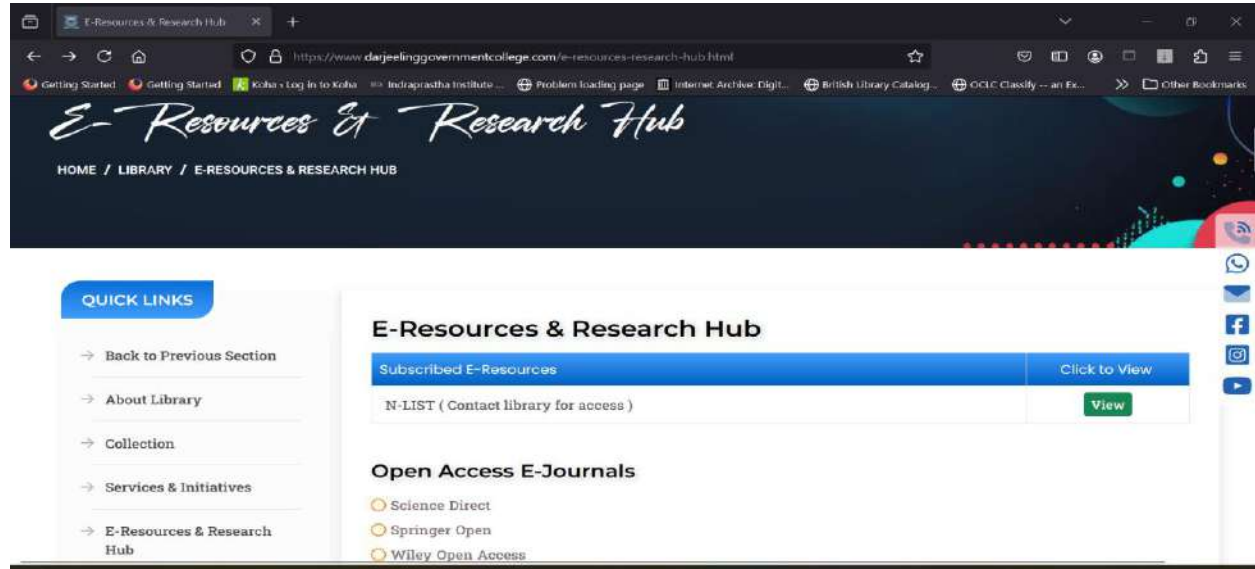 E-Resources & Research Hub
https://www.darjeelinggovernmentcollege.com/e-resources-research-hub.html
Getting Started Getting Started Koha › Log in to Koha Indraprastha Institute ... Problem loading page Internet Archive: Digit... British Library Catalog... OCLC Classify -- an Ex... Other Bookmarks
E-Resources & Research Hub
HOME / LIBRARY / E-RESOURCES & RESEARCH HUB
QUICK LINKS
Back to Previous Section
About Library
Collection
Services & Initiatives
E-Resources & Research
Hub
E-Resources & Research Hub
Subscribed E-Resources Click to View
N-LIST ( Contact library for access ) View
Open Access E-Journals
Science Direct
Springer Open
Wiley Open Access